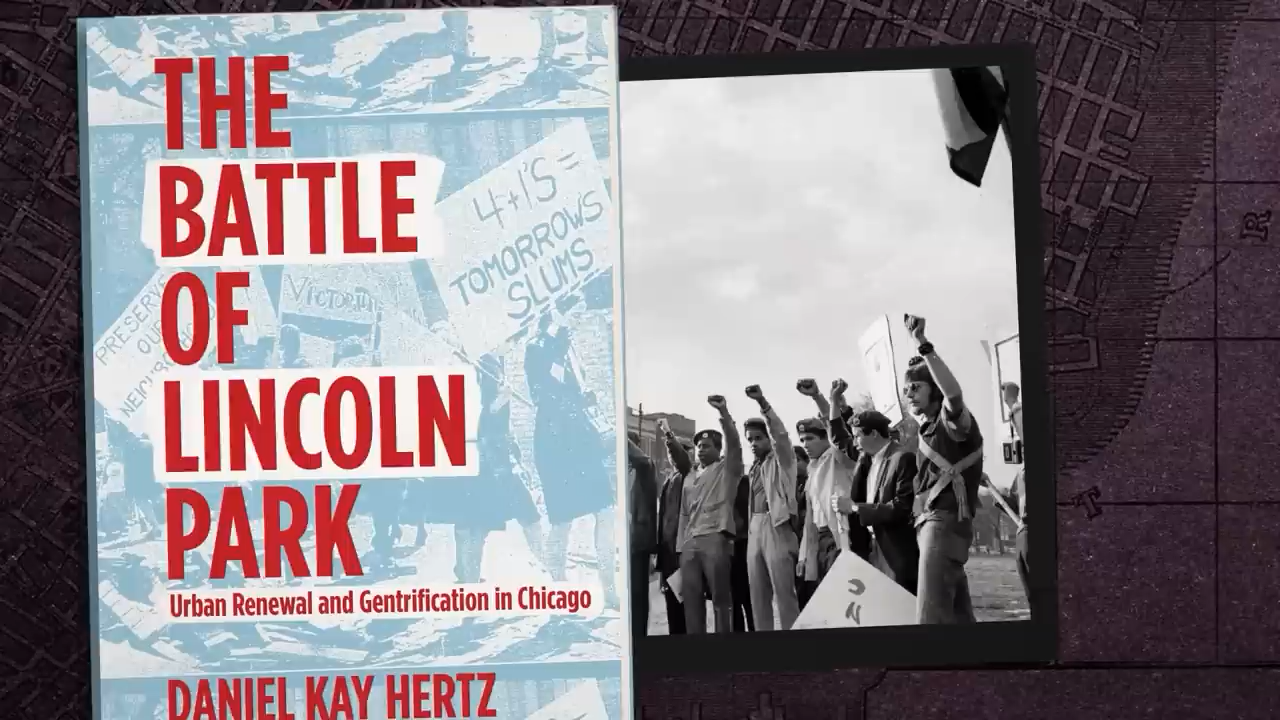 THE
BATTLE
OF
LINCOLN
PARK
Urban Renewal and Gentrification in Chicago
DANIEL KAY HERTZ
4+1'S =
TOMORROWS
SLUMS
PRESERVE
OUR
VICTORIAN
R
T